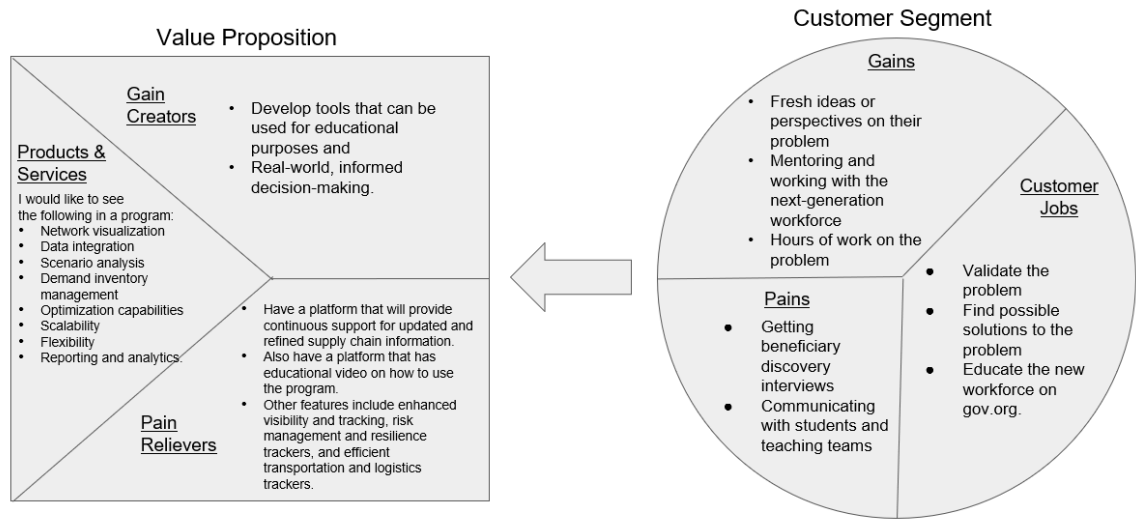 Value Proposition
Gain
Creators
• Develop tools that can be
used for educational
purposes and
• Real-world, informed
decision-making.
Products &
Services
I would like to see
the following in a program:
• Network visualization
• Data integration
• Scenario analysis
• Demand inventory
management
• Optimization capabilities
• Scalability
• Flexibility
• Reporting and analytics.
Pain
Relievers
• Have a platform that will provide
continuous support for updated and
refined supply chain information.
• Also have a platform that has
educational video on how to use
the program.
• Other features include enhanced
visibility and tracking, risk
management and resilience
trackers, and efficient
transportation and logistics
trackers.
Customer Segment
Gains
• Fresh ideas or
perspectives on their
problem
• Mentoring and
working with the
next-generation
workforce
• Hours of work on the
problem
Customer
Jobs
● Validate the
problem
● Find possible
solutions to the
problem
● Educate the new
workforce on
gov.org.
Pains
● Getting
beneficiary
discovery
interviews
● Communicating
with students and
teaching teams